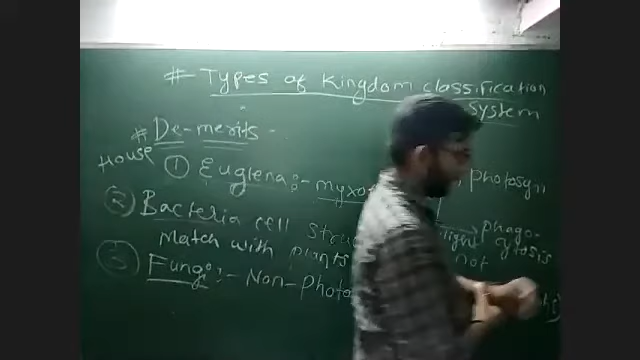 # Types of Kingdom classification
system
# De-merits -
House
① Euglena:- myxo photosyn
② Bacteria cell stru light → phago-
cytosis
Match with plants not
③ Fungi:- Non-Photo